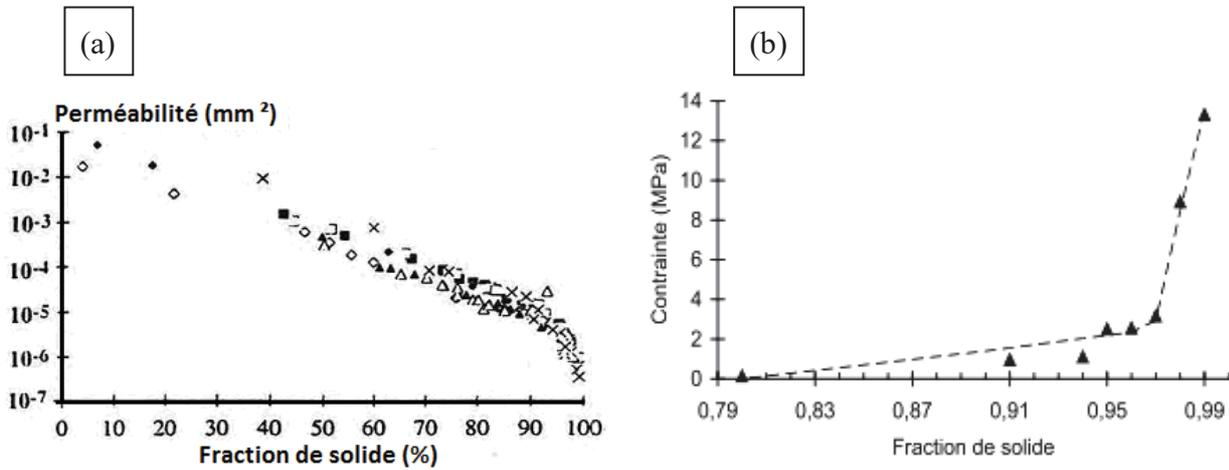 (a)
Perméabilité (mm ²)
10-1
10-2
10-3
10-4
10-5
10-6
10-7
0 10 20 30 40 50 60 70 80 90 100
Fraction de solide (%)
(b)
Contrainte (MPa)
14
12
10
8
6
4
2
0
0,79 0,83 0,87 0,91 0,95 0,99
Fraction de solide